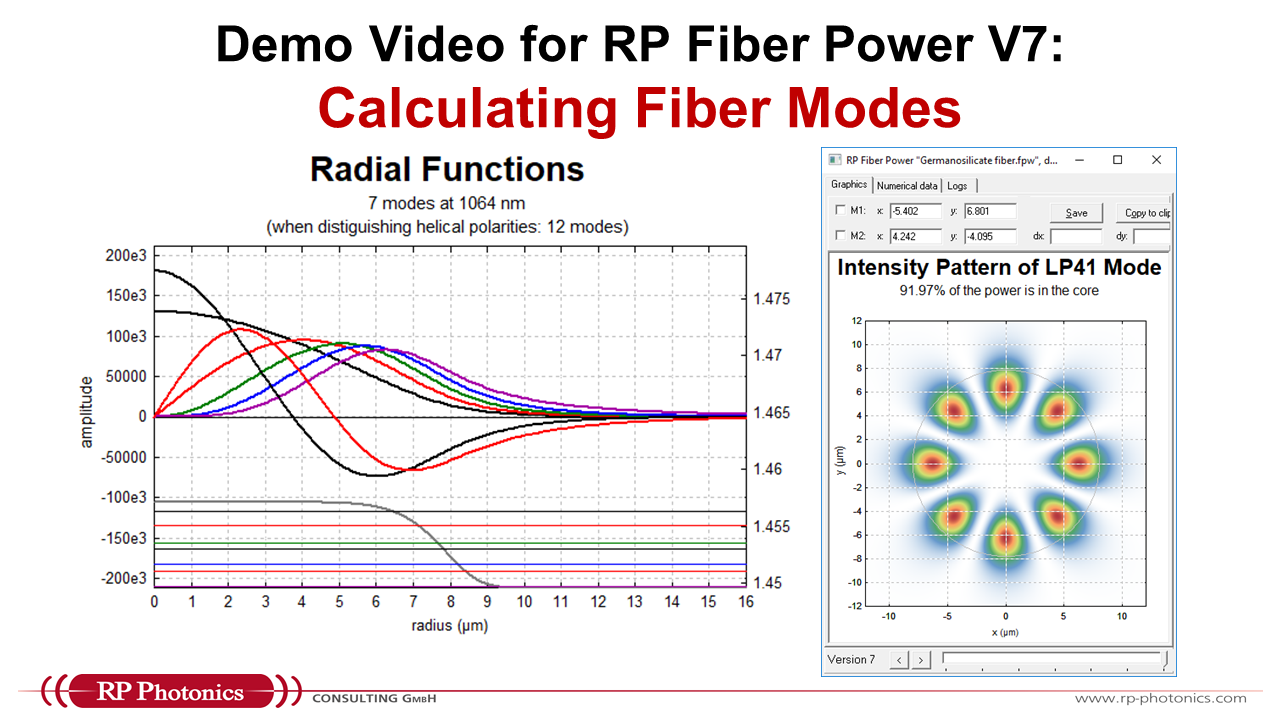 Demo Video for RP Fiber Power V7:
Calculating Fiber Modes
Radial Functions
7 modes at 1064 nm
(when distiguishing helical polarities: 12 modes)
200e3
150e3
100e3
50000
0
-50000
-100e3
-150e3
-200e3
amplitude
1.475
1.47
1.465
1.46
1.455
1.45
0 1 2 3 4 5 6 7 8 9 10 11 12 13 14 15 16
radius (µm)
RP Fiber Power "Germanosilicate fiber.fpw", d...
Graphics Numerical data Logs
M1: x: -5.402 y: 6.801 Save Copy to clip
M2: x: 4.242 y: -4.095 dx: dy:
Intensity Pattern of LP41 Mode
91.97% of the power is in the core
12
10
8
6
4
2
0
-2
-4
-6
-8
-10
-12
y (µm)
-10 -5 0 5 10
x (µm)
Version 7 < >
RP Photonics
CONSULTING GMBH
www.rp-photonics.com